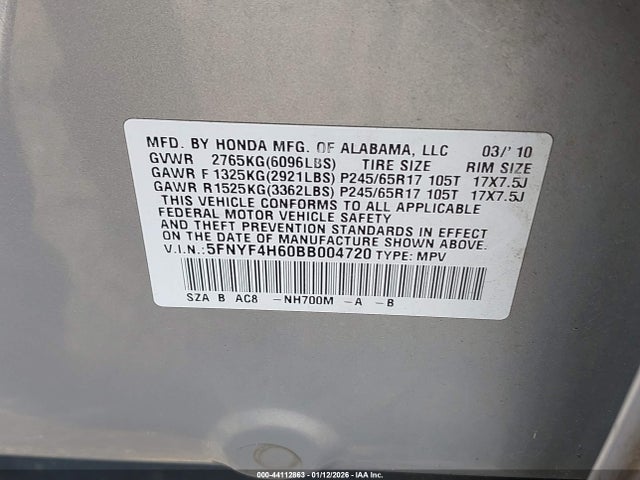 MFD. BY HONDA MFG. OF ALABAMA, LLC 03/' 10
GVWR 2765KG(6096LBS) TIRE SIZE RIM SIZE
GAWR F 1325KG(2921LBS) P245/65R17 105T 17X7.5J
GAWR R 1525KG(3362LBS) P245/65R17 105T 17X7.5J
THIS VEHICLE CONFORMS TO ALL APPLICABLE
FEDERAL MOTOR VEHICLE SAFETY
AND THEFT PREVENTION STANDARDS IN EFFECT
ON THE DATE OF MANUFACTURE SHOWN ABOVE.
V.I.N.: 5FNYF4H60BB004720 TYPE: MPV
SZA B AC8 -NH700M -A -B
000-44112863 - 01/12/2026 - IAAI, Inc.